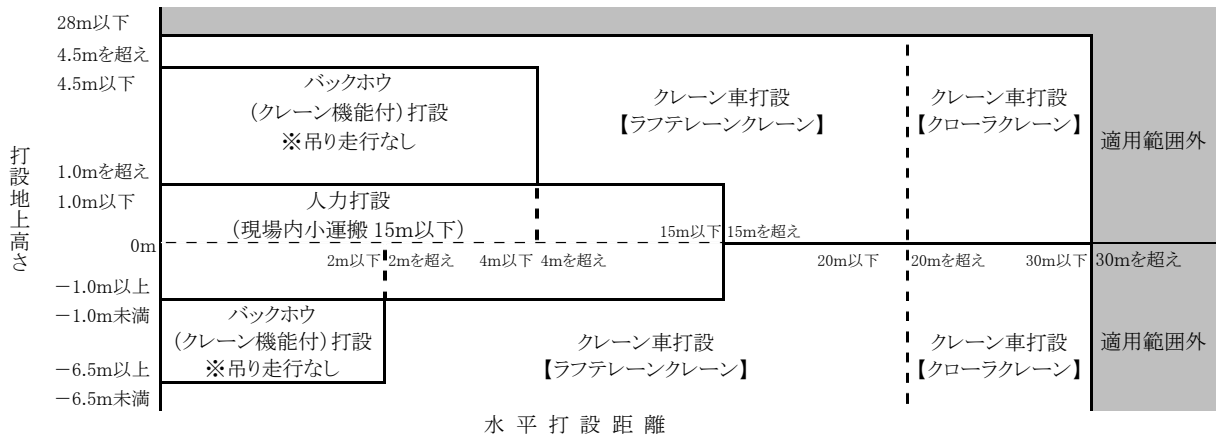 28m以下
4.5mを超え
4.5m以下
バックホウ
(クレーン機能付)打設
※吊り走行なし
クレーン車打設
【ラフテレーンクレーン】
クレーン車打設
【クローラクレーン】
適用範囲外
打設地上高さ
1.0mを超え
1.0m以下
人力打設
(現場内小運搬 15m以下)
15m以下 15mを超え
0m
2m以下 2mを超え 4m以下 4mを超え 20m以下 20mを超え 30m以下 30mを超え
－1.0m以上
－1.0m未満
バックホウ
(クレーン機能付)打設
※吊り走行なし
クレーン車打設
【ラフテレーンクレーン】
クレーン車打設
【クローラクレーン】
適用範囲外
－6.5m以上
－6.5m未満
水 平 打 設 距 離